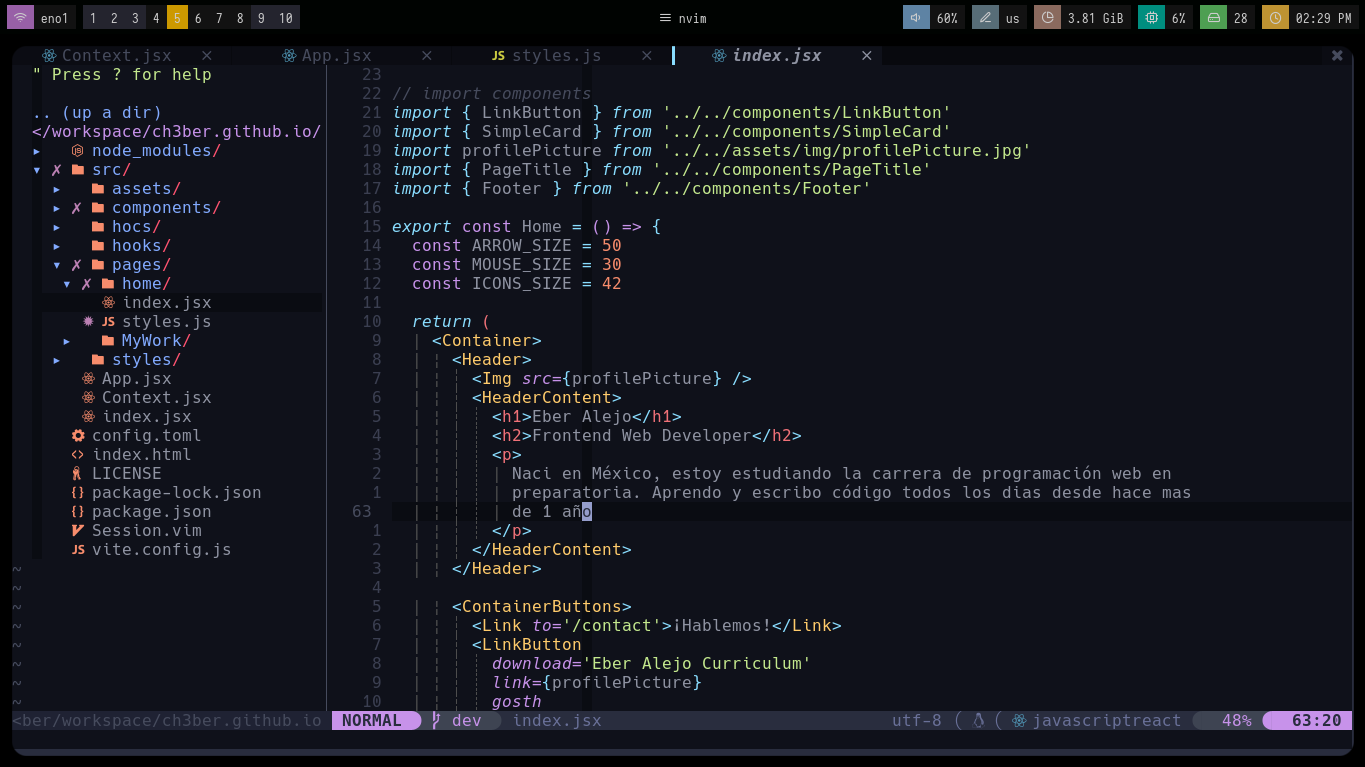 eno1 1 2 3 4 5 6 7 8 9 10 nvim 60% us 3.81 GiB 6% 28 02:29 PM
Context.jsx App.jsx JS styles.js index.jsx
" Press ? for help
.. (up a dir)
</workspace/ch3ber.github.io/
node_modules/
src/
assets/
components/
hocs/
hooks/
pages/
home/
index.jsx
JS styles.js
MyWork/
styles/
App.jsx
Context.jsx
index.jsx
config.toml
index.html
LICENSE
package-lock.json
package.json
Session.vim
JS vite.config.js
~
~
~
~
~
~
~
~
<ber/workspace/ch3ber.github.io
23
22 // import components
21 import { LinkButton } from '../../components/LinkButton'
20 import { SimpleCard } from '../../components/SimpleCard'
19 import profilePicture from '../../assets/img/profilePicture.jpg'
18 import { PageTitle } from '../../components/PageTitle'
17 import { Footer } from '../../components/Footer'
16
15 export const Home = () => {
14 const ARROW_SIZE = 50
13 const MOUSE_SIZE = 30
12 const ICONS_SIZE = 42
11
10 return (
9 <Container>
8 <Header>
7 <Img src={profilePicture} />
6 <HeaderContent>
5 <h1>Eber Alejo</h1>
4 <h2>Frontend Web Developer</h2>
3 <p>
2 Naci en México, estoy estudiando la carrera de programación web en
1 preparatoria. Aprendo y escribo código todos los dias desde hace mas
63 de 1 año
1 </p>
2 </HeaderContent>
3 </Header>
4
5 <ContainerButtons>
6 <Link to='/contact'>¡Hablemos!</Link>
7 <LinkButton
8 download='Eber Alejo Curriculum'
9 link={profilePicture}
10 gosth
NORMAL dev index.jsx utf-8 javascriptreact 48% 63:20